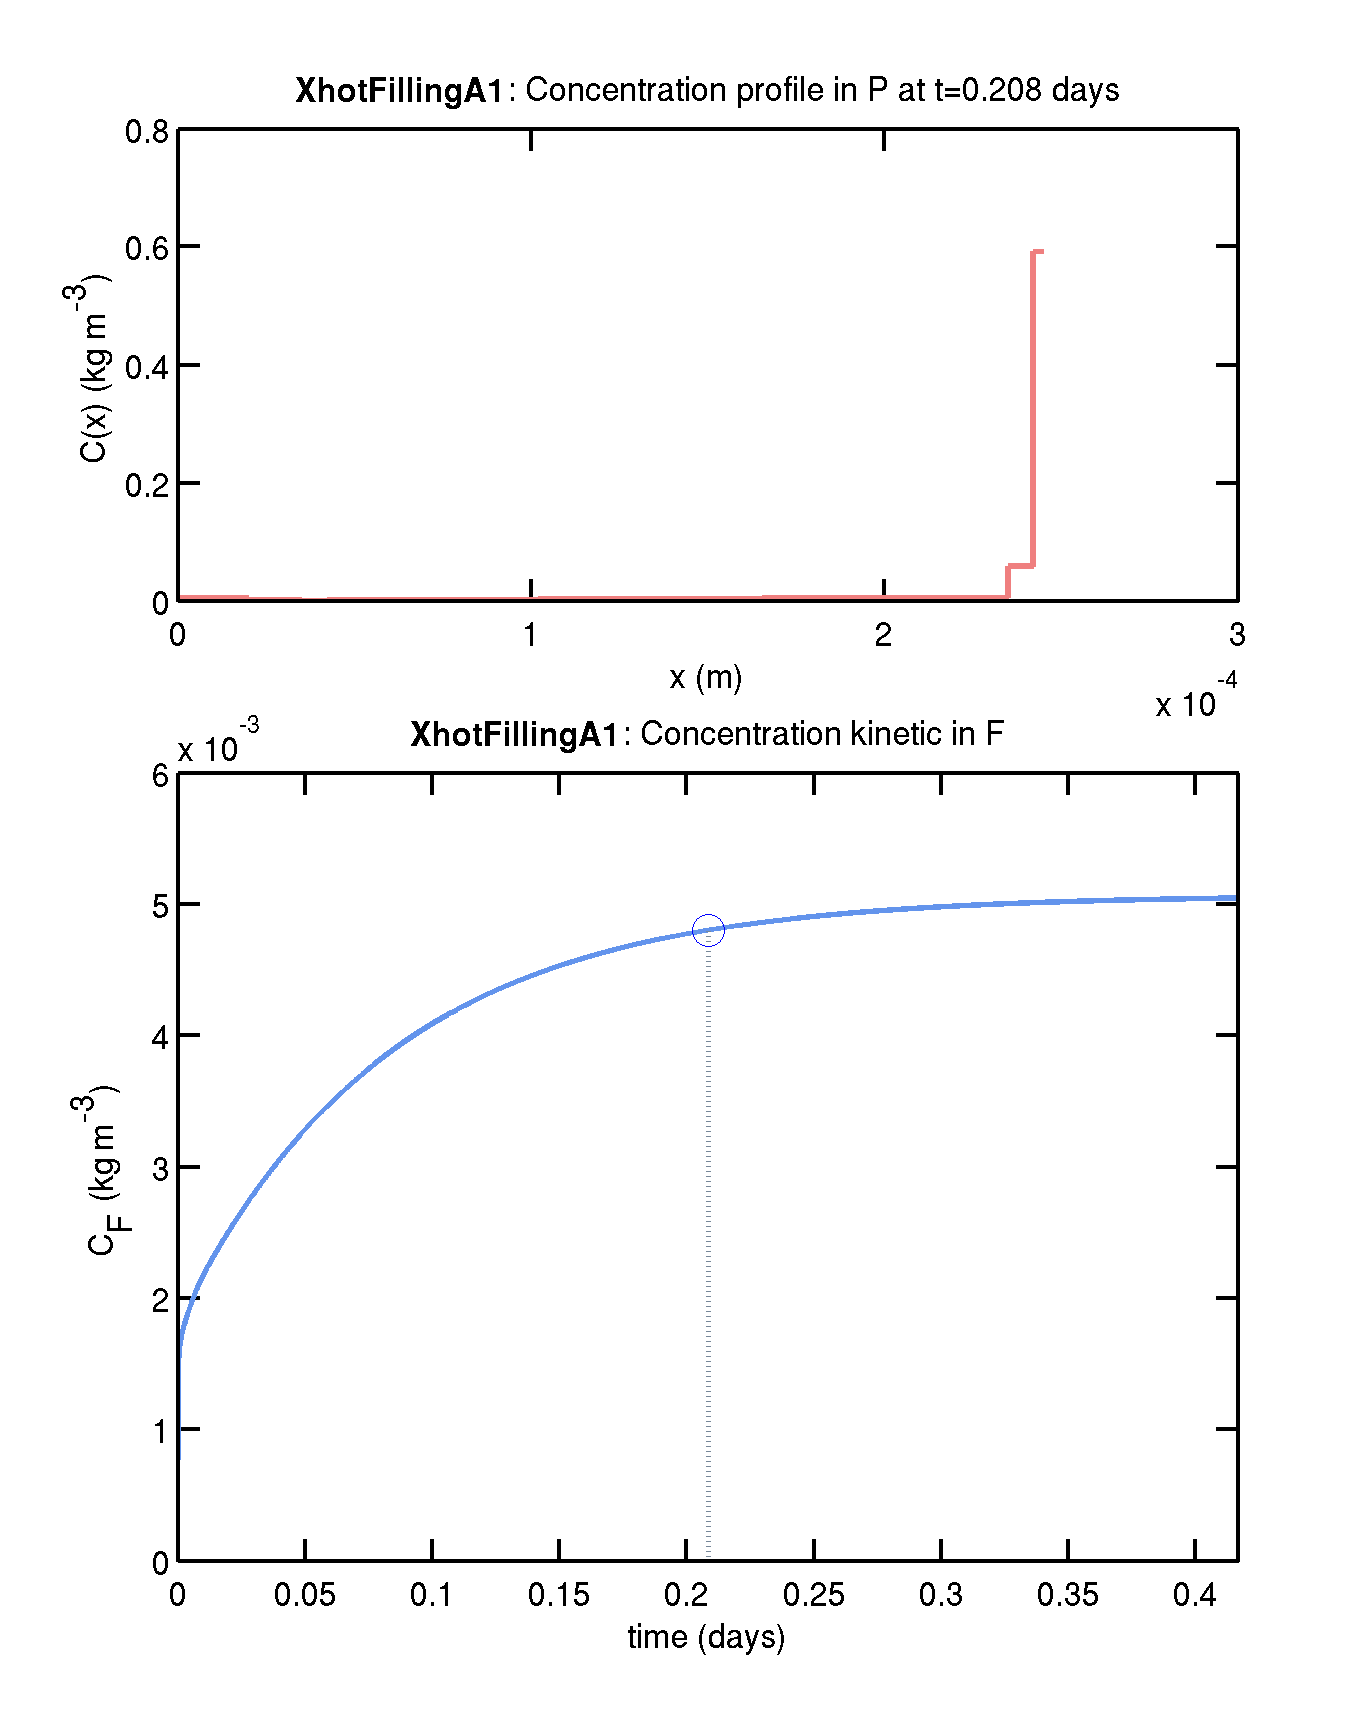 XhotFillingA1: Concentration profile in P at t=0.208 days
0.8
0.6
0.4
0.2
0
C(x) (kg m-3)
0 1 2 3
x (m)
x 10-4
XhotFillingA1: Concentration kinetic in F
x 10-3
6
5
4
3
2
1
0
CF (kg m-3)
0 0.05 0.1 0.15 0.2 0.25 0.3 0.35 0.4
time (days)